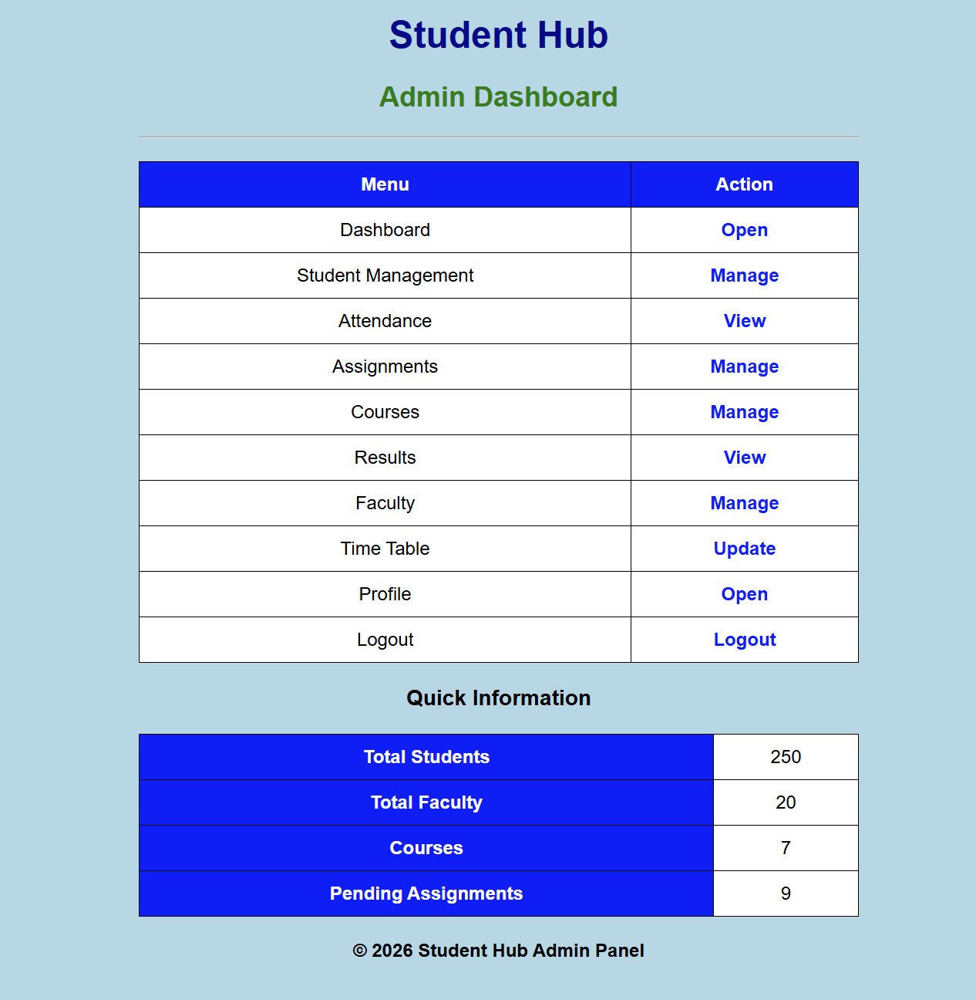 Student Hub
Admin Dashboard
Menu Action
Dashboard Open
Student Management Manage
Attendance View
Assignments Manage
Courses Manage
Results View
Faculty Manage
Time Table Update
Profile Open
Logout Logout
Quick Information
Total Students 250
Total Faculty 20
Courses 7
Pending Assignments 9
© 2026 Student Hub Admin Panel